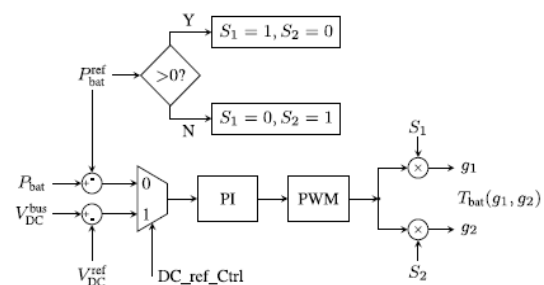 Y
S₁ = 1, S₂ = 0
P_bat^ref
>0?
S₁ = 0, S₂ = 1
N
S₁
P_bat
+
-
0
×
g₁
PI
PWM
T_bat(g₁, g₂)
V_DC^bus
+
-
1
×
g₂
V_DC^ref
DC_ref_Ctrl
S₂